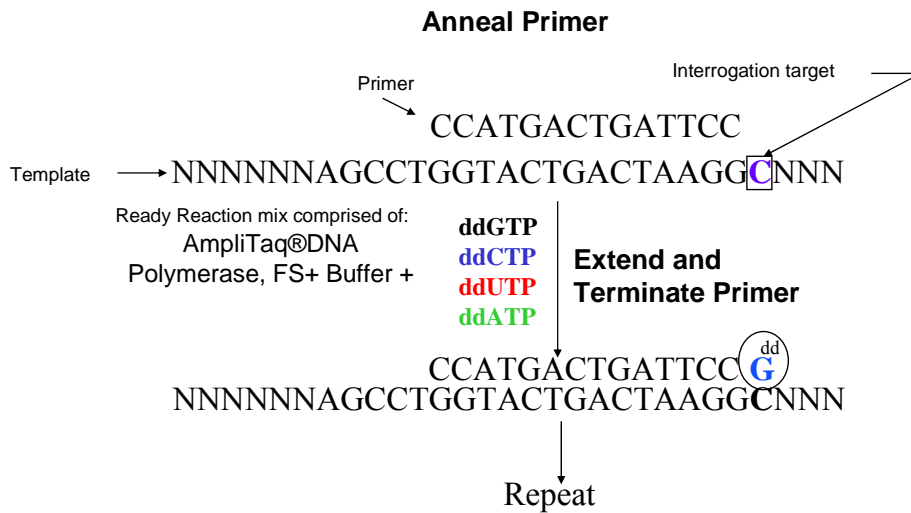 Anneal Primer
Interrogation target
Primer
CCATGACTGATTCC
Template
NNNNNNAGCCTGGTACTGACTAAGGCNNN
Ready Reaction mix comprised of:
AmpliTaq®DNA
Polymerase, FS+ Buffer +
ddGTP
ddCTP
ddUTP
ddATP
Extend and
Terminate Primer
dd
CCATGACTGATTCC G
NNNNNNAGCCTGGTACTGACTAAGGCNNN
Repeat